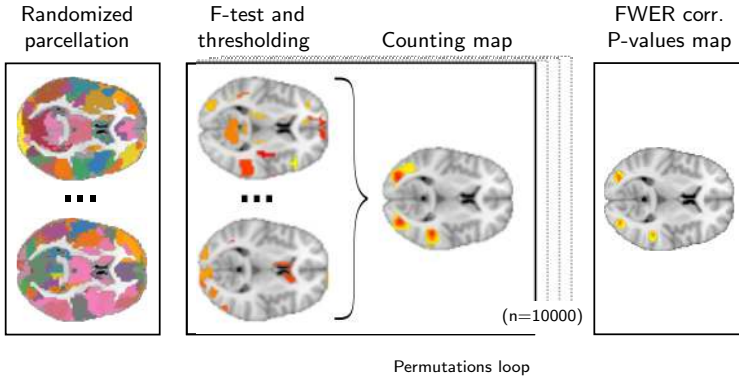 Randomized
parcellation
F-test and
thresholding
Counting map
FWER corr.
P-values map
(n=10000)
Permutations loop